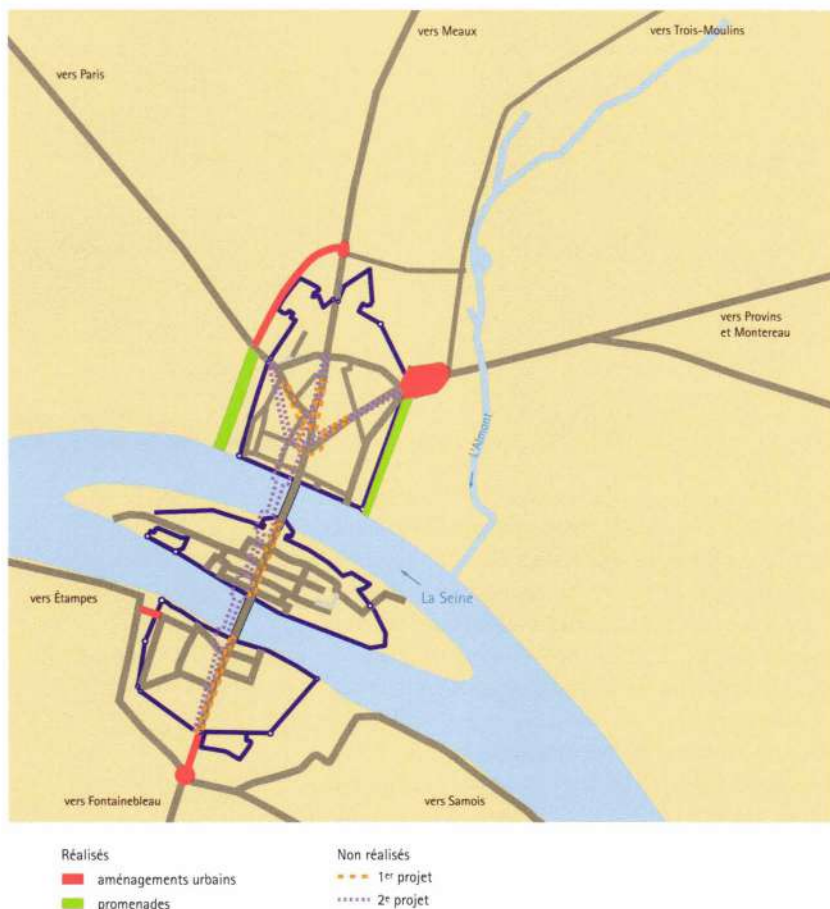 vers Meaux
vers Trois-Moulins
vers Paris
vers Provins
et Montereau
L'Almont
vers Étampes
La Seine
vers Fontainebleau
vers Samois
Réalisés
aménagements urbains
promenades
Non réalisés
1er projet
2e projet